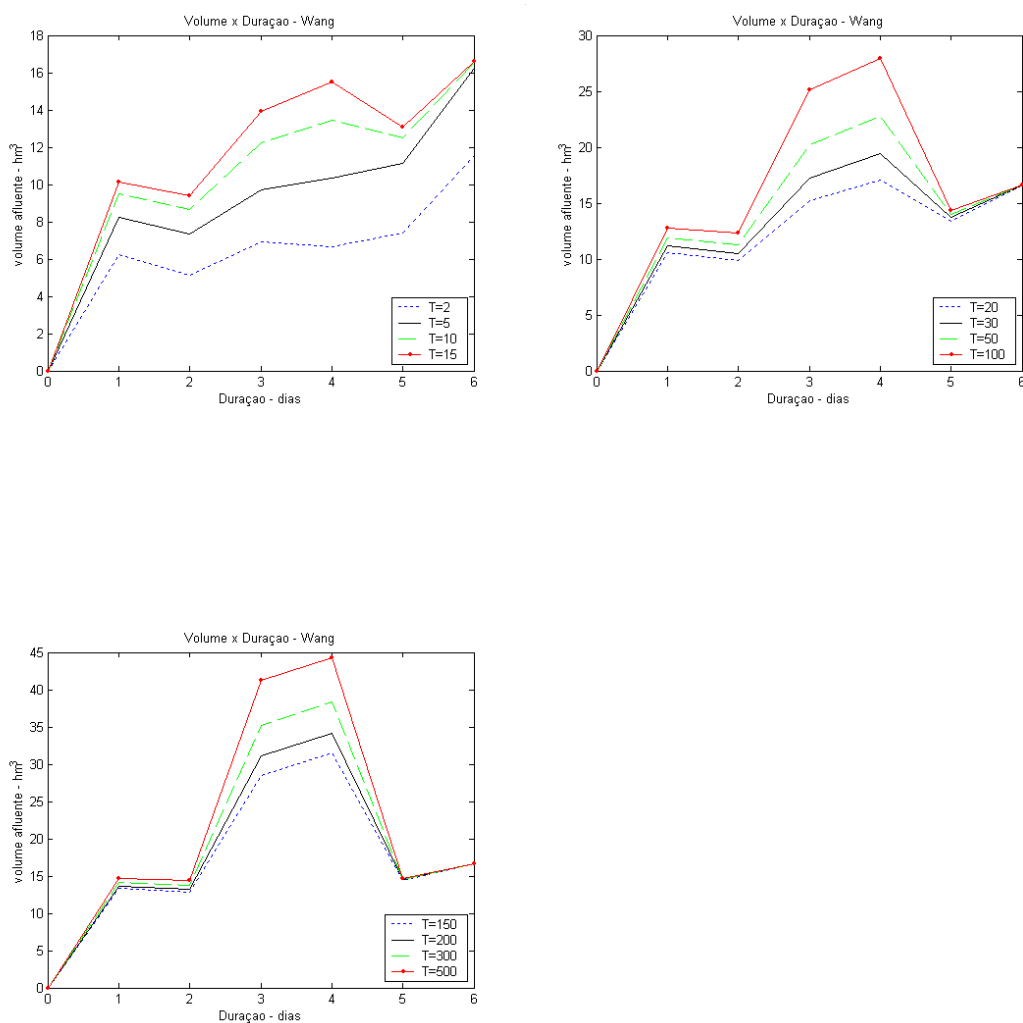 Volume x Duraçao - Wang
volume afluente - hm³
18
16
14
12
10
8
6
4
2
0
0 1 2 3 4 5 6
Duraçao - dias
T=2
T=5
T=10
T=15
Volume x Duraçao - Wang
volume afluente - hm³
30
25
20
15
10
5
0
0 1 2 3 4 5 6
Duraçao - dias
T=20
T=30
T=50
T=100
Volume x Duraçao - Wang
volume afluente - hm³
45
40
35
30
25
20
15
10
5
0
0 1 2 3 4 5 6
Duraçao - dias
T=150
T=200
T=300
T=500